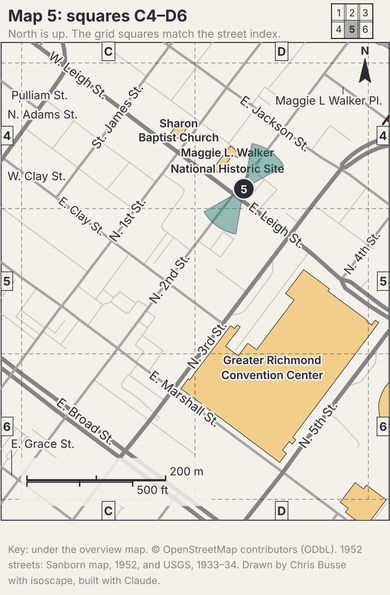 Map 5: squares C4–D6
North is up. The grid squares match the street index.
1 2 3
4 5 6
C
D
N
W. Leigh St.
Pulliam St.
N. Adams St.
St. James St.
E. Jackson St.
Maggie L Walker Pl.
Sharon
Baptist Church
4
4
Maggie L. Walker
National Historic Site
W. Clay St.
5
E. Clay St.
N. 1st St.
E. Leigh St.
N. 4th St.
5
5
N. 2nd St.
N. 3rd St.
Greater Richmond
Convention Center
E. Marshall St.
E. Broad St.
N. 5th St.
6
6
E. Grace St.
200 m
500 ft
C
D
Key: under the overview map. © OpenStreetMap contributors (ODbL). 1952
streets: Sanborn map, 1952, and USGS, 1933–34. Drawn by Chris Busse
with isoscape, built with Claude.